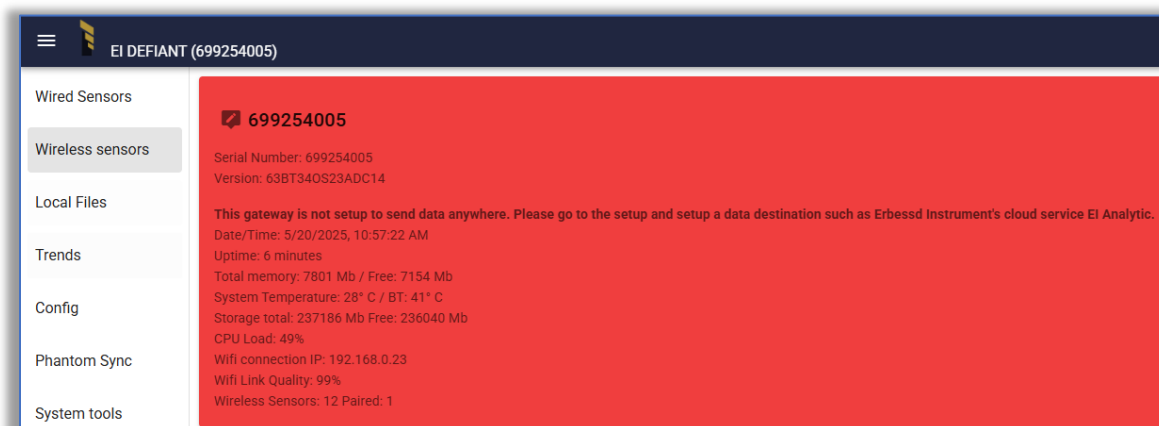 EI DEFIANT (699254005)
Wired Sensors
Wireless sensors
Local Files
Trends
Config
Phantom Sync
System tools
699254005
Serial Number: 699254005
Version: 63BT34OS23ADC14
This gateway is not setup to send data anywhere. Please go to the setup and setup a data destination such as Erbessd Instrument's cloud service EI Analytic.
Date/Time: 5/20/2025, 10:57:22 AM
Uptime: 6 minutes
Total memory: 7801 Mb / Free: 7154 Mb
System Temperature: 28° C / BT: 41° C
Storage total: 237186 Mb Free: 236040 Mb
CPU Load: 49%
Wifi connection IP: 192.168.0.23
Wifi Link Quality: 99%
Wireless Sensors: 12 Paired: 1